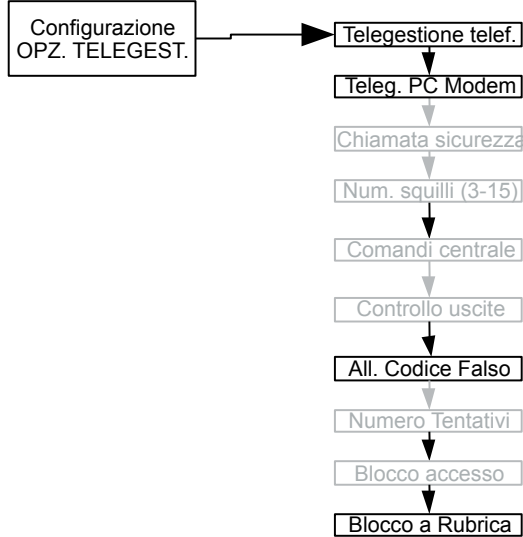 Configurazione
OPZ. TELEGEST.
Telegestione telef.
Teleg. PC Modem
Chiamata sicurezza
Num. squilli (3-15)
Comandi centrale
Controllo uscite
All. Codice Falso
Numero Tentativi
Blocco accesso
Blocco a Rubrica